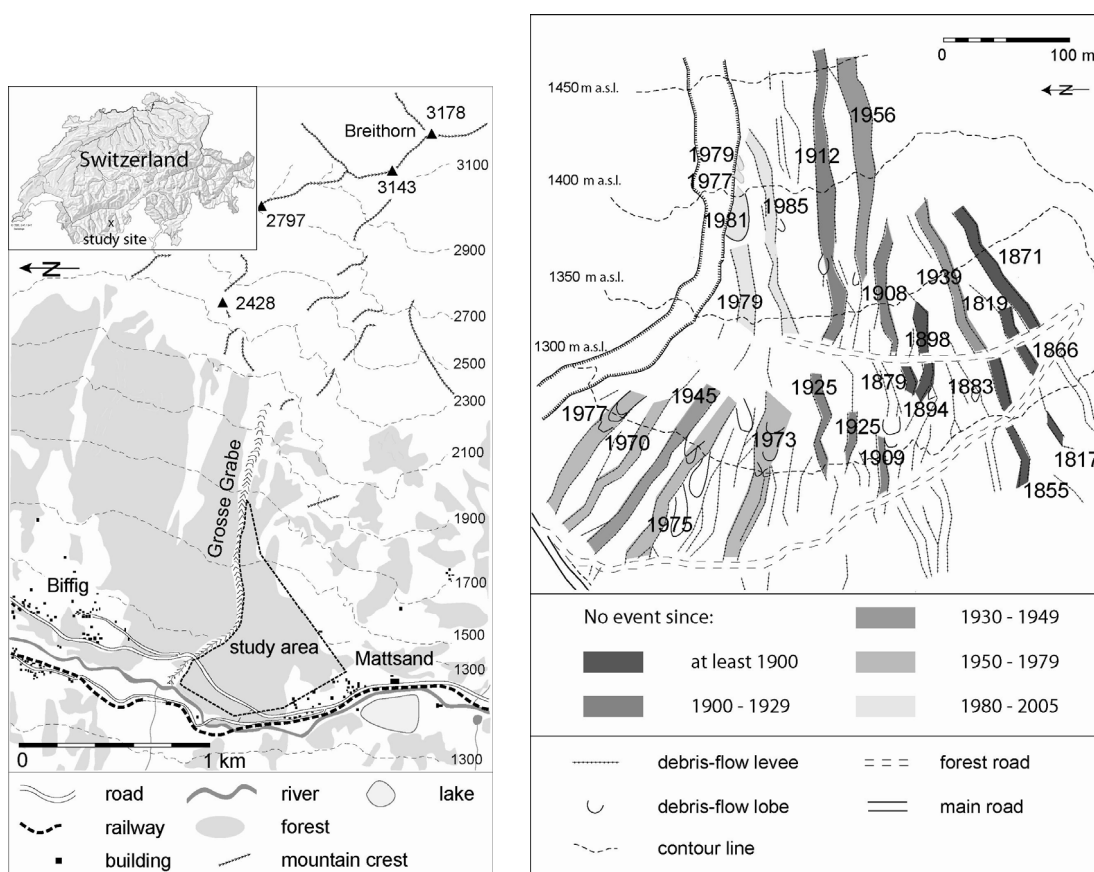 3178
Breithorn
3100
Switzerland
3143
x
study site
2797
2900
N
2428
2700
2500
2300
2100
Grosse Grabe
1900
1700
Biffig
1500
study area
Mattsand
1300
0 1 km
1300
road river lake
railway forest
building mountain crest
0 100 m
1450 m a.s.l.
N
1956
1979
1912
1400 m a.s.l.
1977
1985
1981
1871
1350 m a.s.l.
1939
1979
1908
1819
1300 m a.s.l.
1898
1866
1879
1883
1945
1925
1977
1894
1970
1973
1925
1909
1817
1855
1975
No event since:
1930 - 1949
at least 1900
1950 - 1979
1900 - 1929
1980 - 2005
debris-flow levee forest road
debris-flow lobe main road
contour line